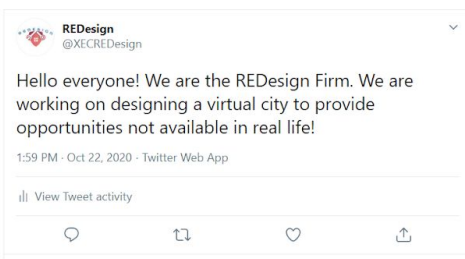 REDesign
@XECREDesign
Hello everyone! We are the REDesign Firm. We are
working on designing a virtual city to provide
opportunities not available in real life!
1:59 PM · Oct 22, 2020 · Twitter Web App
View Tweet activity